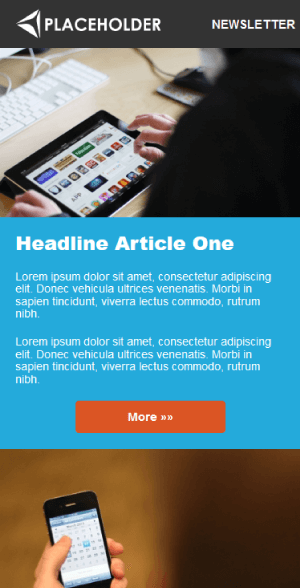 PLACEHOLDER
NEWSLETTER
Headline Article One
Lorem ipsum dolor sit amet, consectetur adipiscing
elit. Donec vehicula ultrices venenatis. Morbi in
sapien tincidunt, viverra lectus commodo, rutrum
nibh.
Lorem ipsum dolor sit amet, consectetur adipiscing
elit. Donec vehicula ultrices venenatis. Morbi in
sapien tincidunt, viverra lectus commodo, rutrum
nibh.
More »»